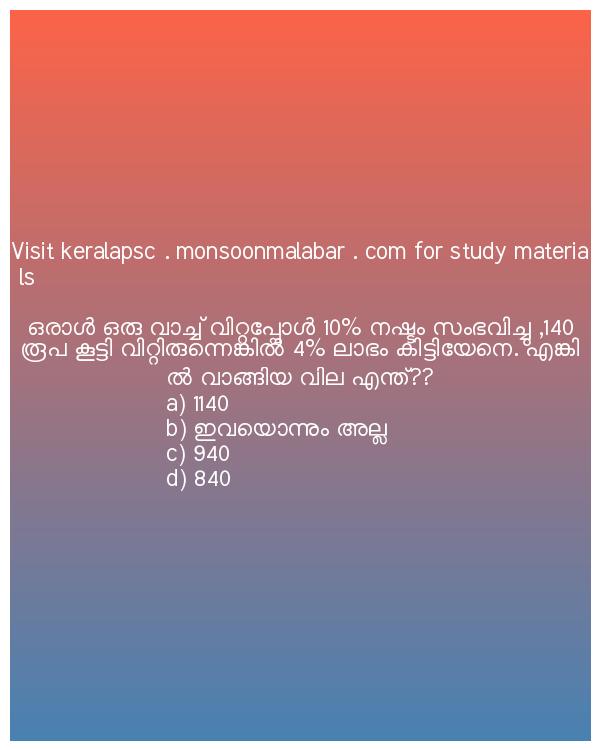 Visit keralapsc . monsoonmalabar . com for study materia
ls
ഒരാൾ ഒരു വാച്ച് വിറ്റപ്പോൾ 10% നഷ്ടം സംഭവിച്ചു ,140
രൂപ കൂട്ടി വിറ്റിരുന്നെങ്കിൽ 4% ലാഭം കിട്ടിയേനെ. എങ്കി
ൽ വാങ്ങിയ വില എന്ത്??
a) 1140
b) ഇവയൊന്നും അല്ല
c) 940
d) 840